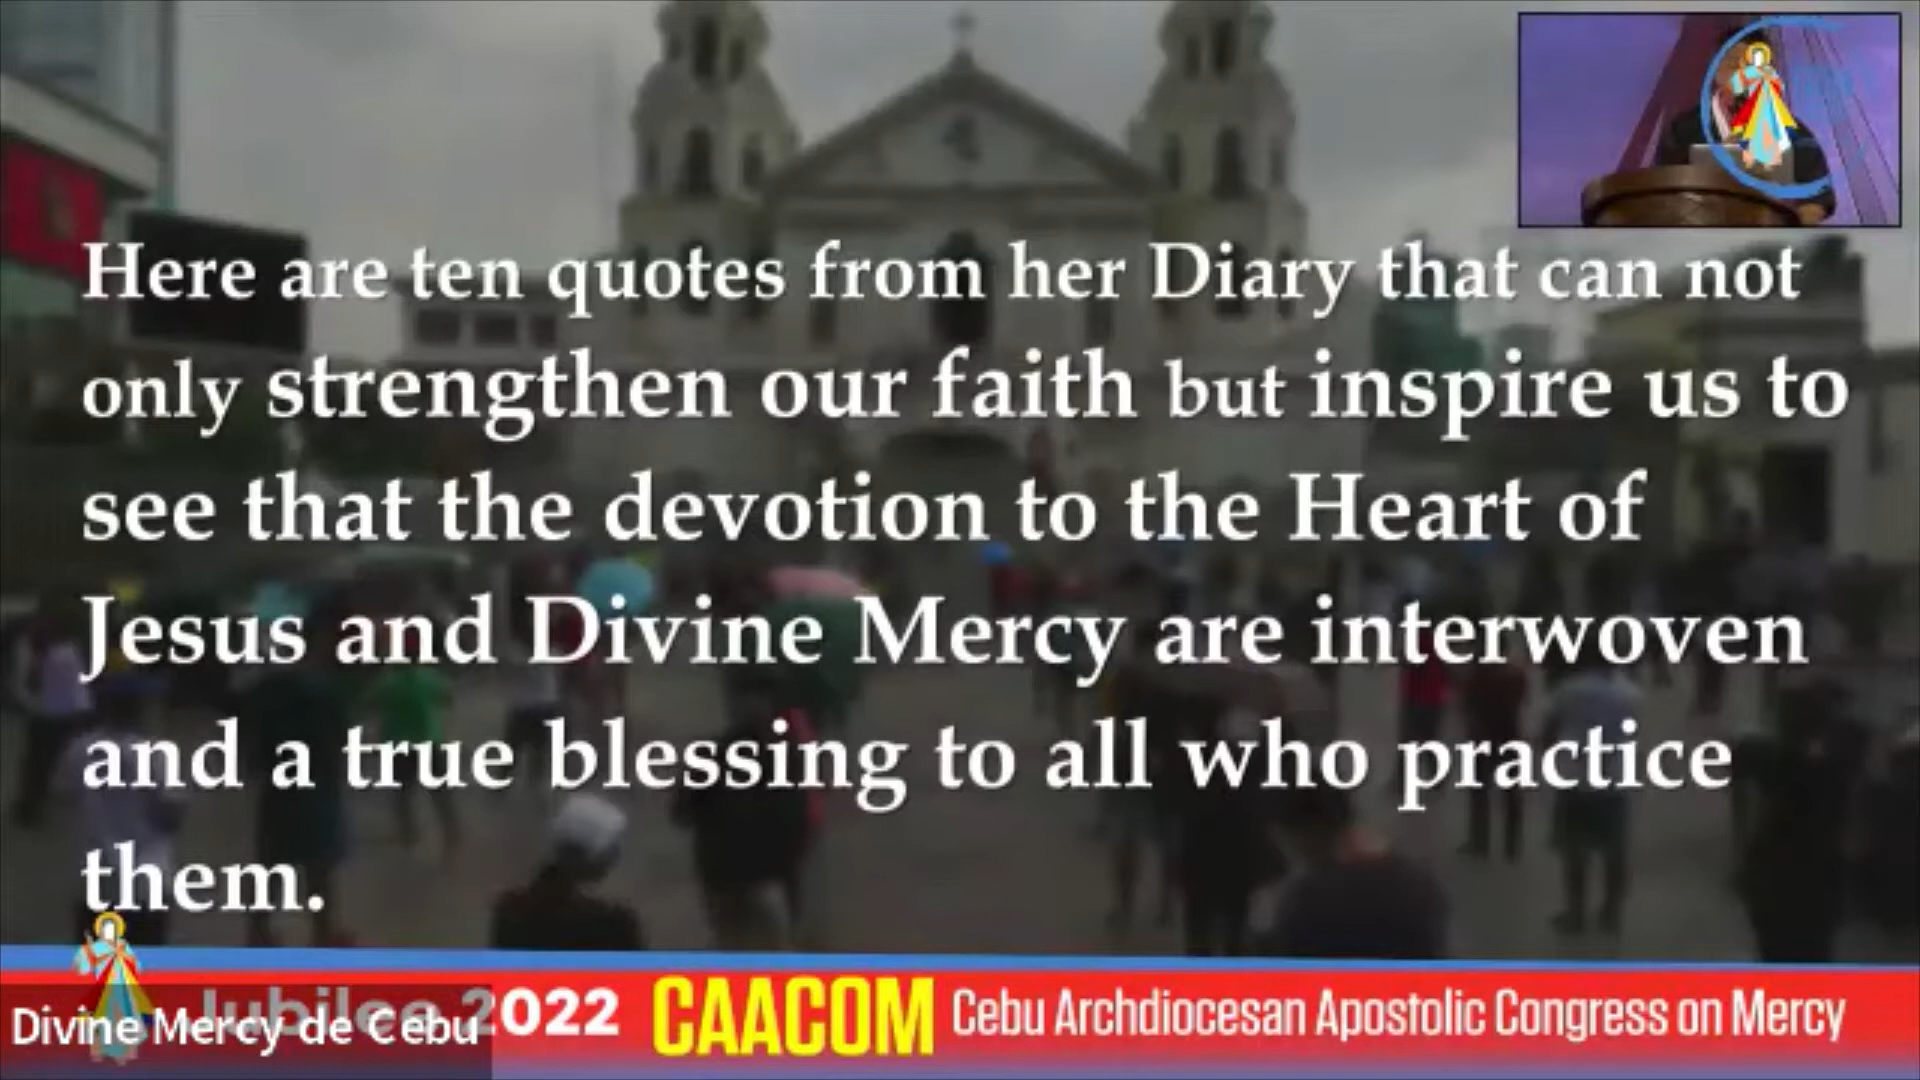 Here are ten quotes from her Diary that can not
only strengthen our faith but inspire us to
see that the devotion to the Heart of
Jesus and Divine Mercy are interwoven
and a true blessing to all who practice
them.
Jubilee 2022 CAACOM Cebu Archdiocesan Apostolic Congress on Mercy
Divine Mercy de Cebu